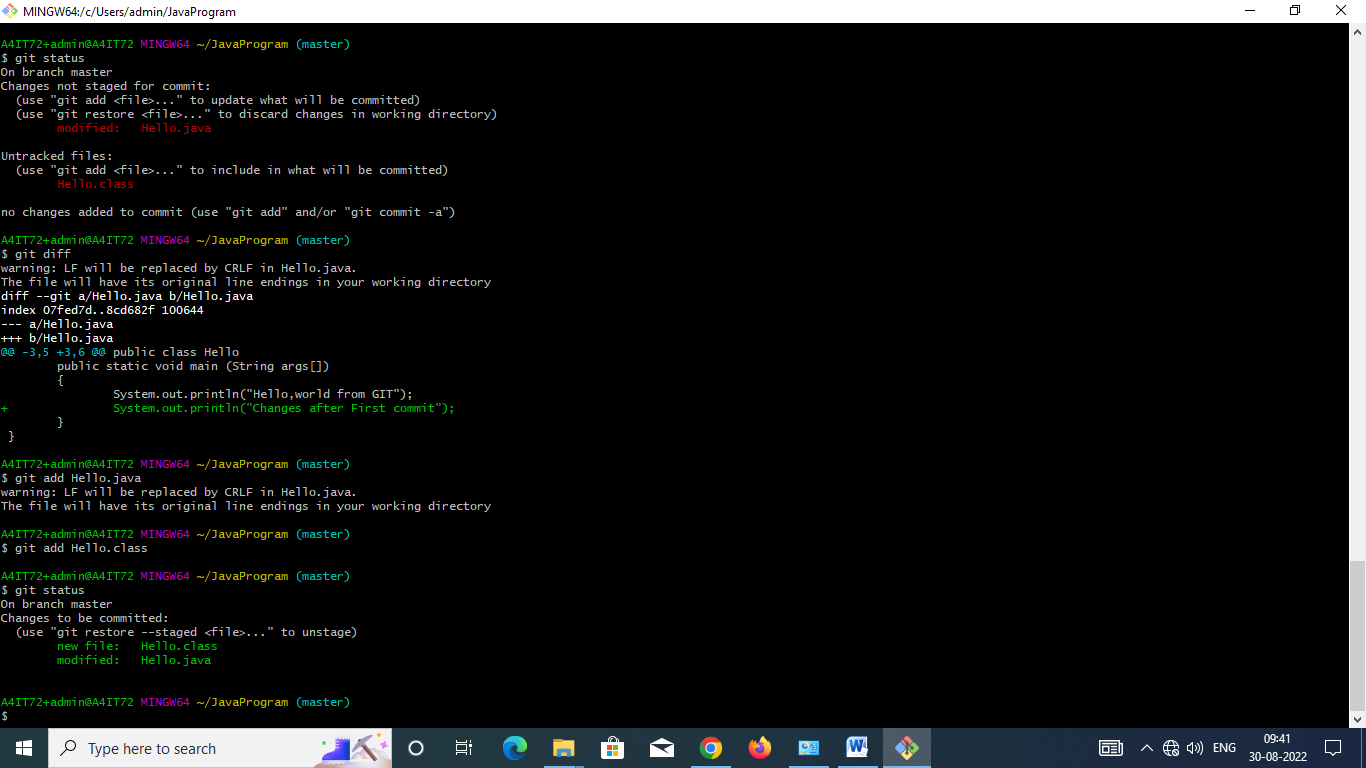 MINGW64:/c/Users/admin/JavaProgram
A4IT72+admin@A4IT72 MINGW64 ~/JavaProgram (master)
$ git status
On branch master
Changes not staged for commit:
  (use "git add <file>..." to update what will be committed)
  (use "git restore <file>..." to discard changes in working directory)
        modified:   Hello.java
Untracked files:
  (use "git add <file>..." to include in what will be committed)
        Hello.class
no changes added to commit (use "git add" and/or "git commit -a")
A4IT72+admin@A4IT72 MINGW64 ~/JavaProgram (master)
$ git diff
warning: LF will be replaced by CRLF in Hello.java.
The file will have its original line endings in your working directory
diff --git a/Hello.java b/Hello.java
index 07fed7d..8cd682f 100644
--- a/Hello.java
+++ b/Hello.java
@@ -3,5 +3,6 @@ public class Hello
        public static void main (String args[])
        {
                System.out.println("Hello,world from GIT");
+               System.out.println("Changes after First commit");
        }
 }
A4IT72+admin@A4IT72 MINGW64 ~/JavaProgram (master)
$ git add Hello.java
warning: LF will be replaced by CRLF in Hello.java.
The file will have its original line endings in your working directory
A4IT72+admin@A4IT72 MINGW64 ~/JavaProgram (master)
$ git add Hello.class
A4IT72+admin@A4IT72 MINGW64 ~/JavaProgram (master)
$ git status
On branch master
Changes to be committed:
  (use "git restore --staged <file>..." to unstage)
        new file:   Hello.class
        modified:   Hello.java
A4IT72+admin@A4IT72 MINGW64 ~/JavaProgram (master)
$
Type here to search
ENG
09:41
30-08-2022